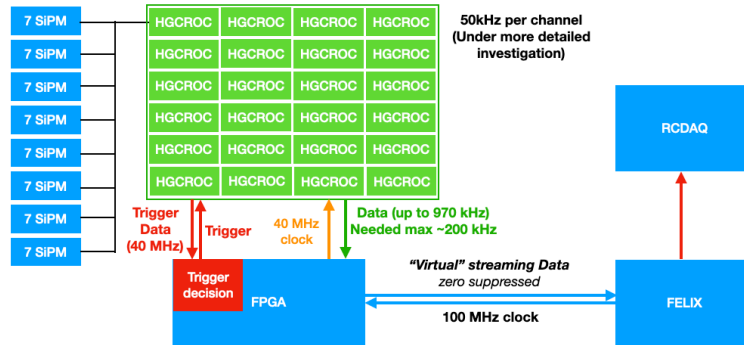 7 SiPM
7 SiPM
7 SiPM
7 SiPM
7 SiPM
7 SiPM
7 SiPM
7 SiPM
HGCROC HGCROC HGCROC HGCROC
HGCROC HGCROC HGCROC HGCROC
HGCROC HGCROC HGCROC HGCROC
HGCROC HGCROC HGCROC HGCROC
HGCROC HGCROC HGCROC HGCROC
HGCROC HGCROC HGCROC HGCROC
50kHz per channel
(Under more detailed
investigation)
RCDAQ
Trigger
Data
(40 MHz)
Trigger
40 MHz
clock
Data (up to 970 kHz)
Needed max ~200 kHz
Trigger
decision
FPGA
“Virtual” streaming Data
zero suppressed
100 MHz clock
FELIX